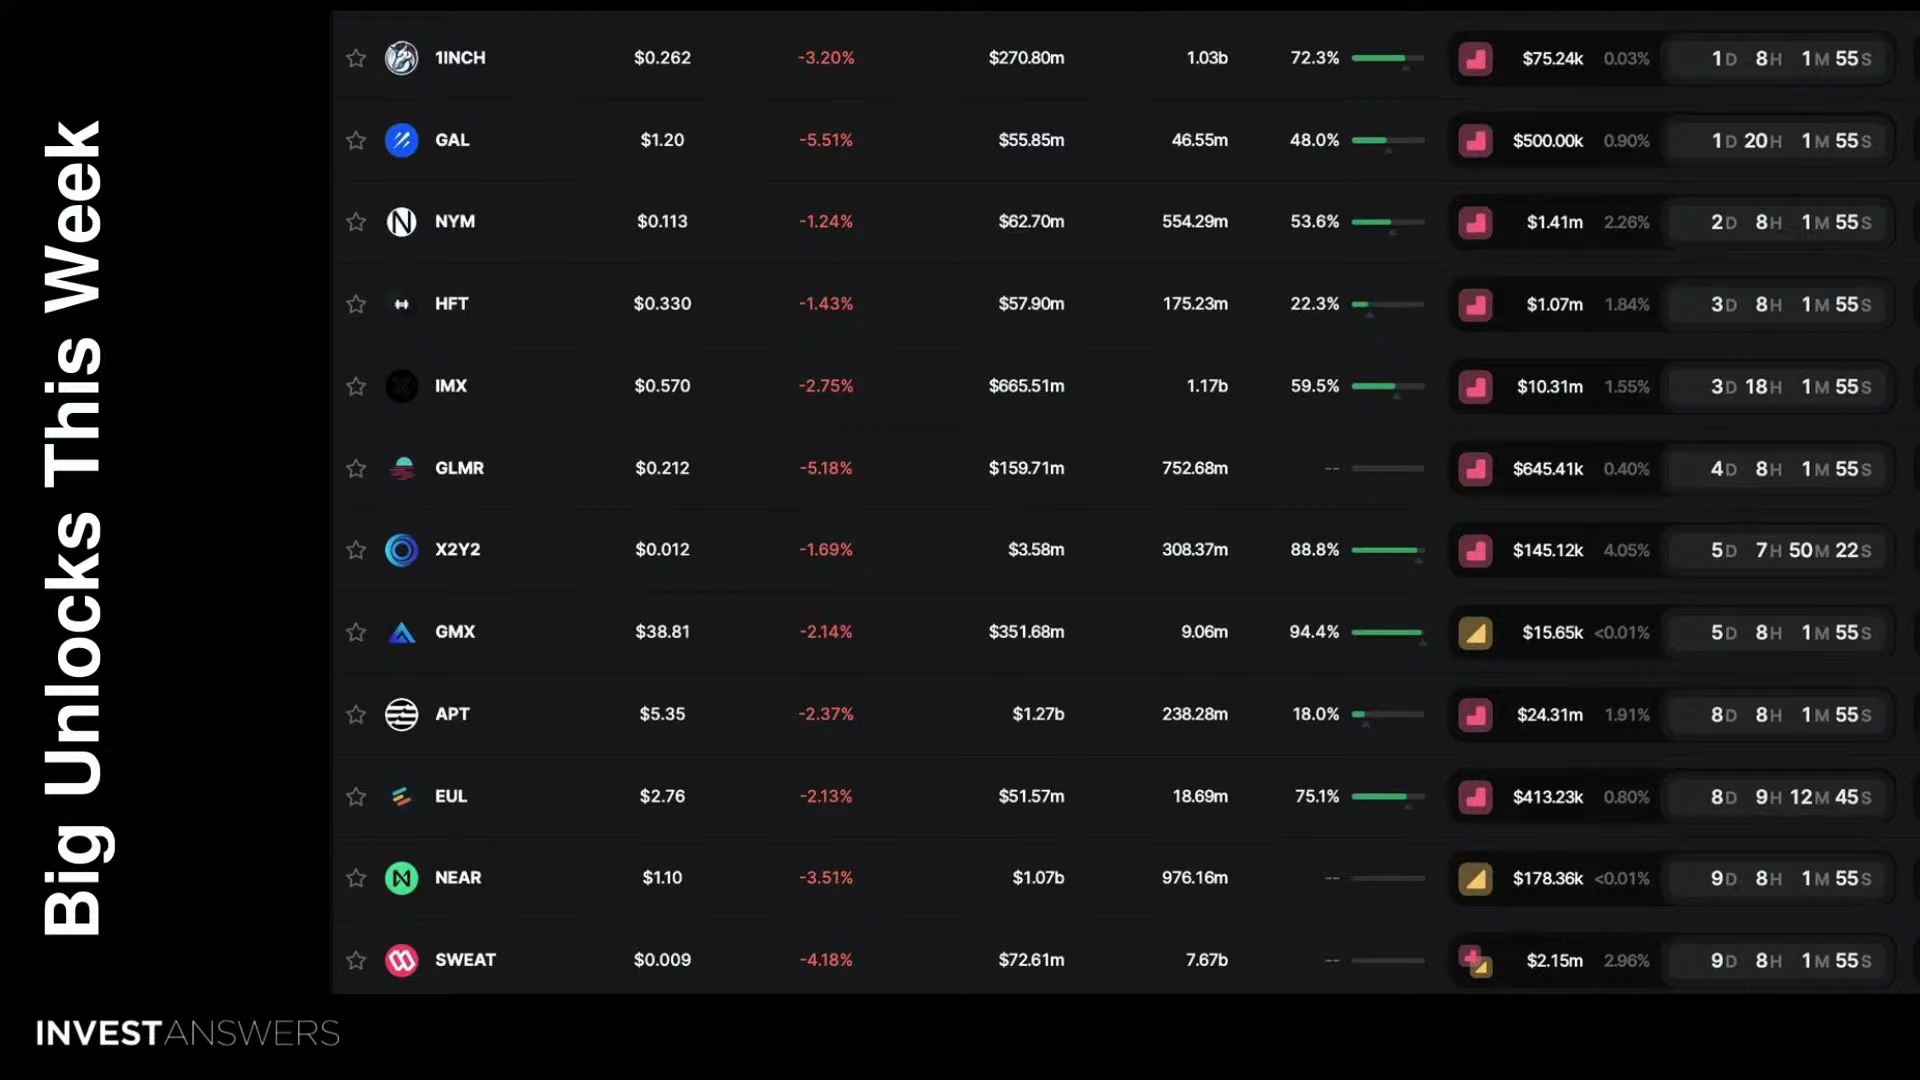 Big Unlocks This Week
1INCH $0.262 -3.20% $270.80m 1.03b 72.3% $75.24k 0.03% 1D 8H 1M 55S
GAL $1.20 -5.51% $55.85m 46.55m 48.0% $500.00k 0.90% 1D 20H 1M 55S
NYM $0.113 -1.24% $62.70m 554.29m 53.6% $1.41m 2.26% 2D 8H 1M 55S
HFT $0.330 -1.43% $57.90m 175.23m 22.3% $1.07m 1.84% 3D 8H 1M 55S
IMX $0.570 -2.75% $665.51m 1.17b 59.5% $10.31m 1.55% 3D 18H 1M 55S
GLMR $0.212 -5.18% $159.71m 752.68m -- $645.41k 0.40% 4D 8H 1M 55S
X2Y2 $0.012 -1.69% $3.58m 308.37m 88.8% $145.12k 4.05% 5D 7H 50M 22S
GMX $38.81 -2.14% $351.68m 9.06m 94.4% $15.65k <0.01% 5D 8H 1M 55S
APT $5.35 -2.37% $1.27b 238.28m 18.0% $24.31m 1.91% 8D 8H 1M 55S
EUL $2.76 -2.13% $51.57m 18.69m 75.1% $413.23k 0.80% 8D 9H 12M 45S
NEAR $1.10 -3.51% $1.07b 976.16m -- $178.36k <0.01% 9D 8H 1M 55S
SWEAT $0.009 -4.18% $72.61m 7.67b -- $2.15m 2.96% 9D 8H 1M 55S
INVESTANSWERS